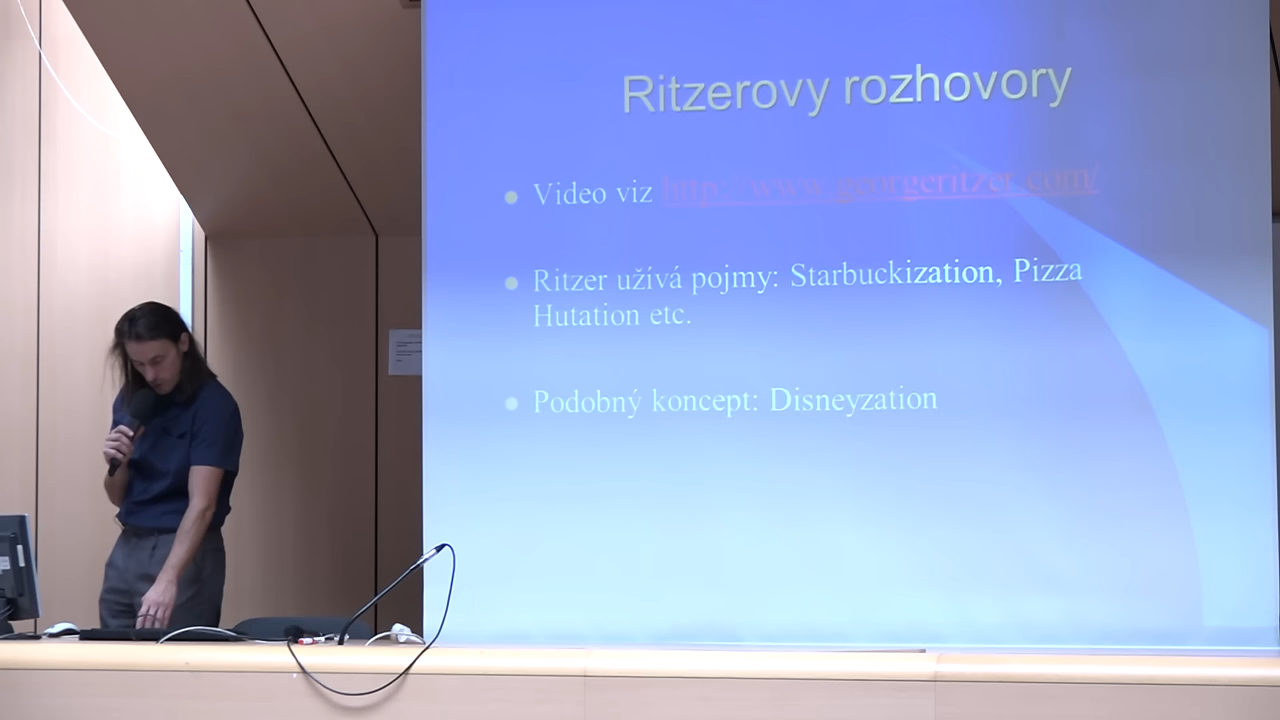 Ritzerovy rozhovory
Video viz http://www.georgeritzer.com/
Ritzer užívá pojmy: Starbuckization, Pizza
Hutation etc.
Podobný koncept: Disneyzation